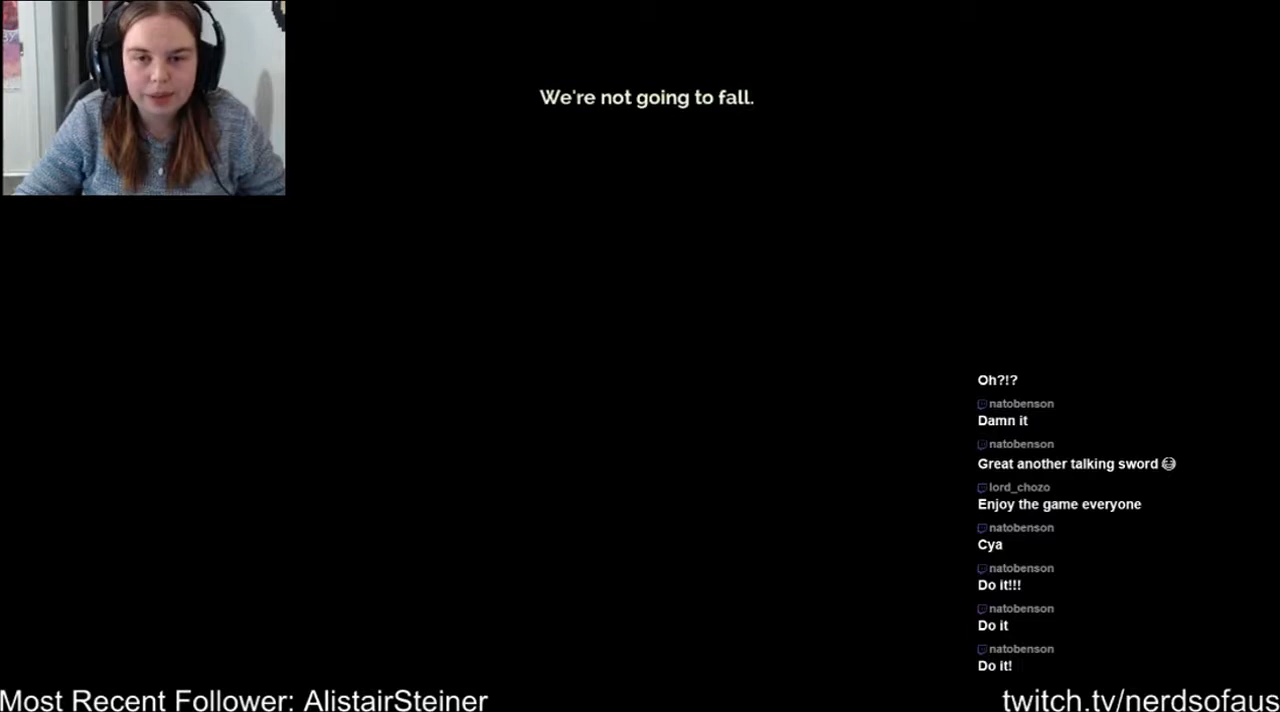 We're not going to fall.
Oh?!?
natobenson
Damn it
natobenson
Great another talking sword 😂
lord_chozo
Enjoy the game everyone
natobenson
Cya
natobenson
Do it!!!
natobenson
Do it
natobenson
Do it!
Most Recent Follower: AlistairSteiner
twitch.tv/nerdsofaus